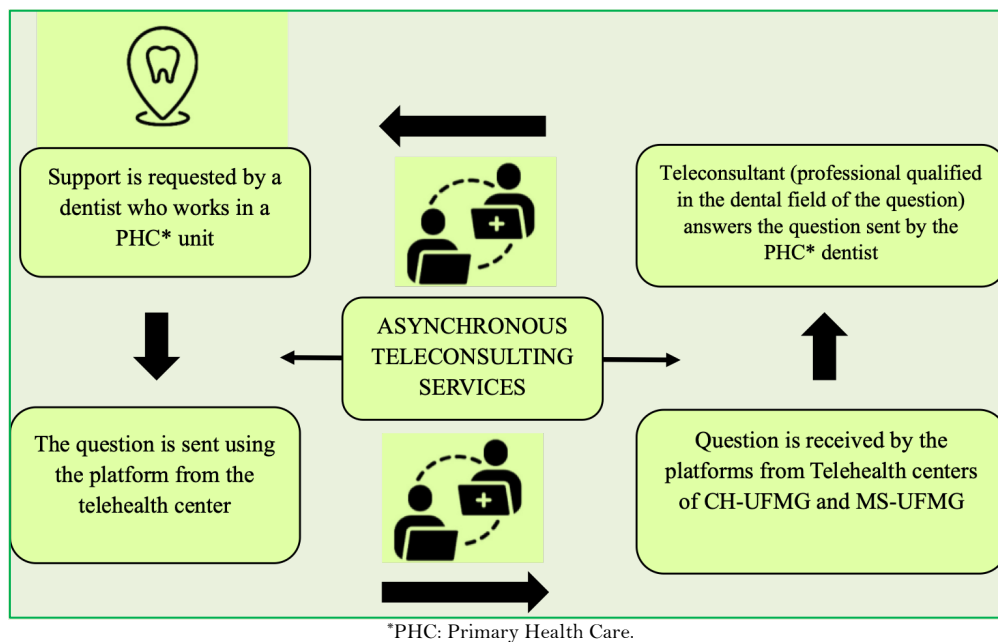 Support is requested by a
dentist who works in a
PHC* unit
Teleconsultant (professional qualified
in the dental field of the question)
answers the question sent by the
PHC* dentist
ASYNCHRONOUS
TELECONSULTING
SERVICES
The question is sent using
the platform from the
telehealth center
Question is received by the
platforms from Telehealth centers
of CH-UFMG and MS-UFMG
*PHC: Primary Health Care.